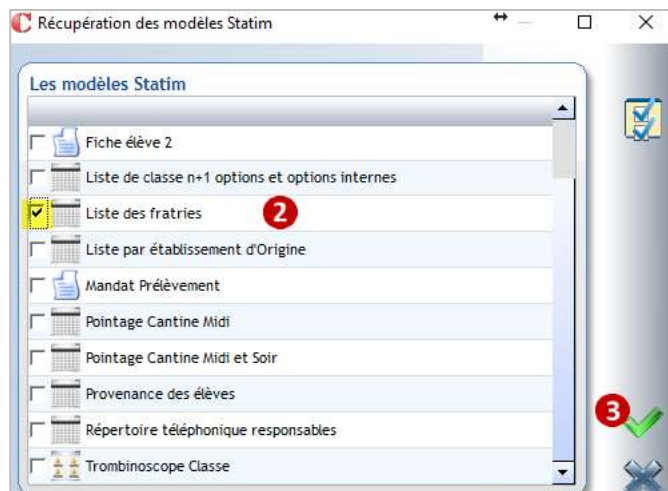 Récupération des modèles Statim
Les modèles Statim
Fiche élève 2
Liste de classe n+1 options et options internes
Liste des fratries 2
Liste par établissement d'Origine
Mandat Prélèvement
Pointage Cantine Midi
Pointage Cantine Midi et Soir
Provenance des élèves
3
Répertoire téléphonique responsables
Trombinoscope Classe